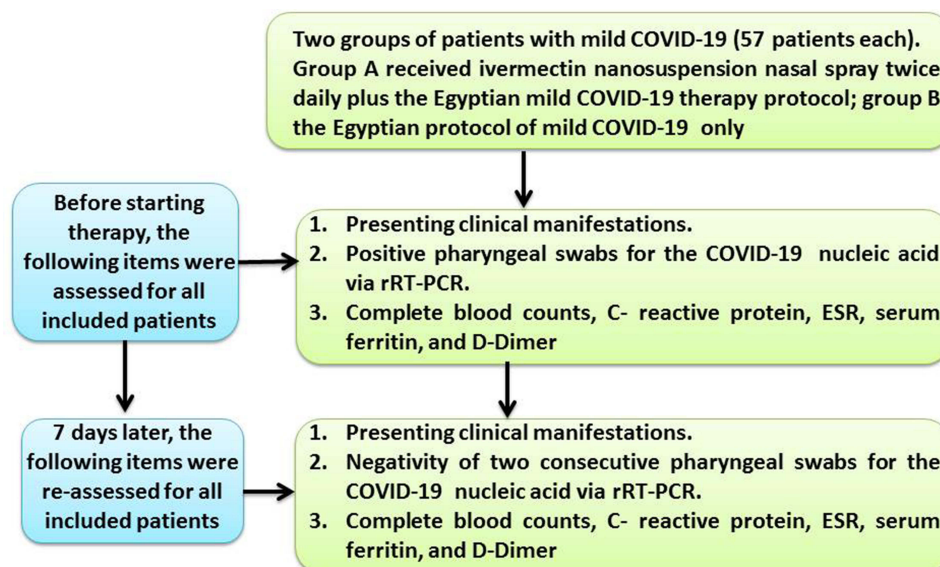 Two groups of patients with mild COVID-19 (57 patients each).
Group A received ivermectin nanosuspension nasal spray twice
daily plus the Egyptian mild COVID-19 therapy protocol; group B
the Egyptian protocol of mild COVID-19 only
Before starting
therapy, the
following items were
assessed for all
included patients
1. Presenting clinical manifestations.
2. Positive pharyngeal swabs for the COVID-19 nucleic acid
via rRT-PCR.
3. Complete blood counts, C- reactive protein, ESR, serum
ferritin, and D-Dimer
7 days later, the
following items were
re-assessed for all
included patients
1. Presenting clinical manifestations.
2. Negativity of two consecutive pharyngeal swabs for the
COVID-19 nucleic acid via rRT-PCR.
3. Complete blood counts, C- reactive protein, ESR, serum
ferritin, and D-Dimer